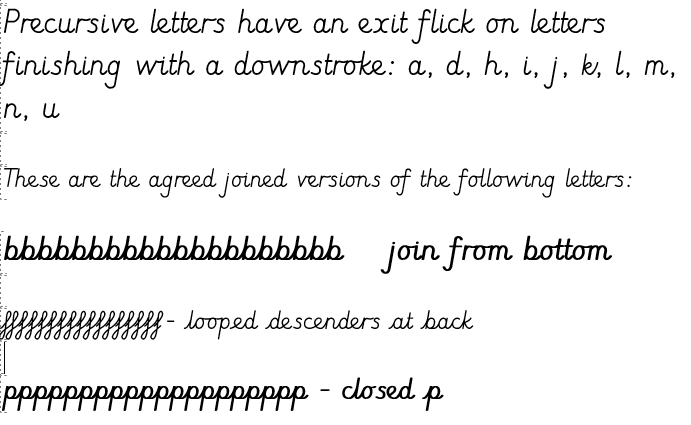 Precursive letters have an exit flick on letters
finishing with a downstroke: a, d, h, i, j, k, l, m,
n, u
These are the agreed joined versions of the following letters:
bbbbbbbbbbbbbbbbbbbb join from bottom
fffffffffffffffff - looped descenders at back
pppppppppppppppppppp - closed p